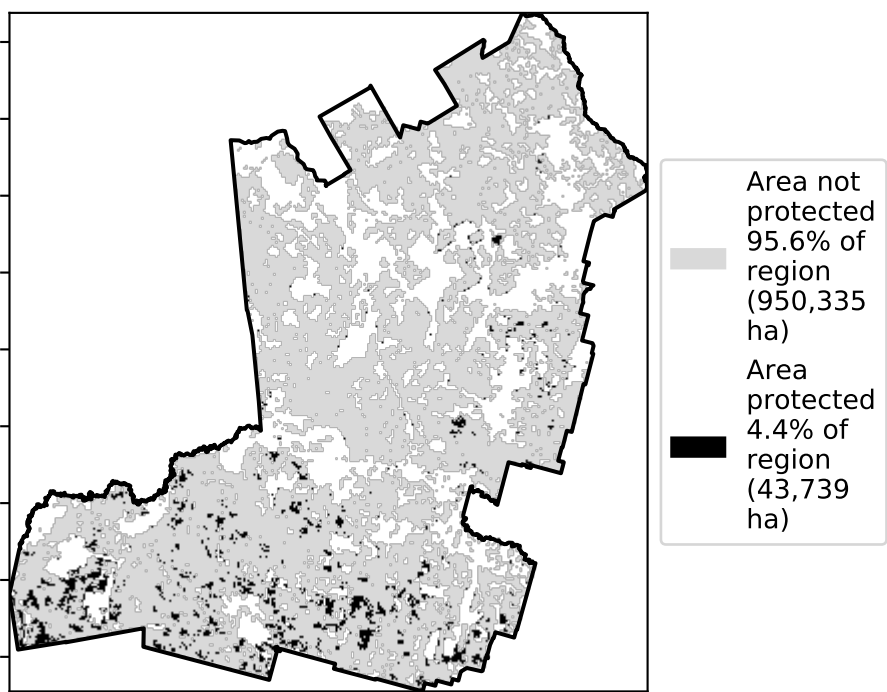 Area not
protected
95.6% of
region
(950,335
ha)
Area
protected
4.4% of
region
(43,739
ha)